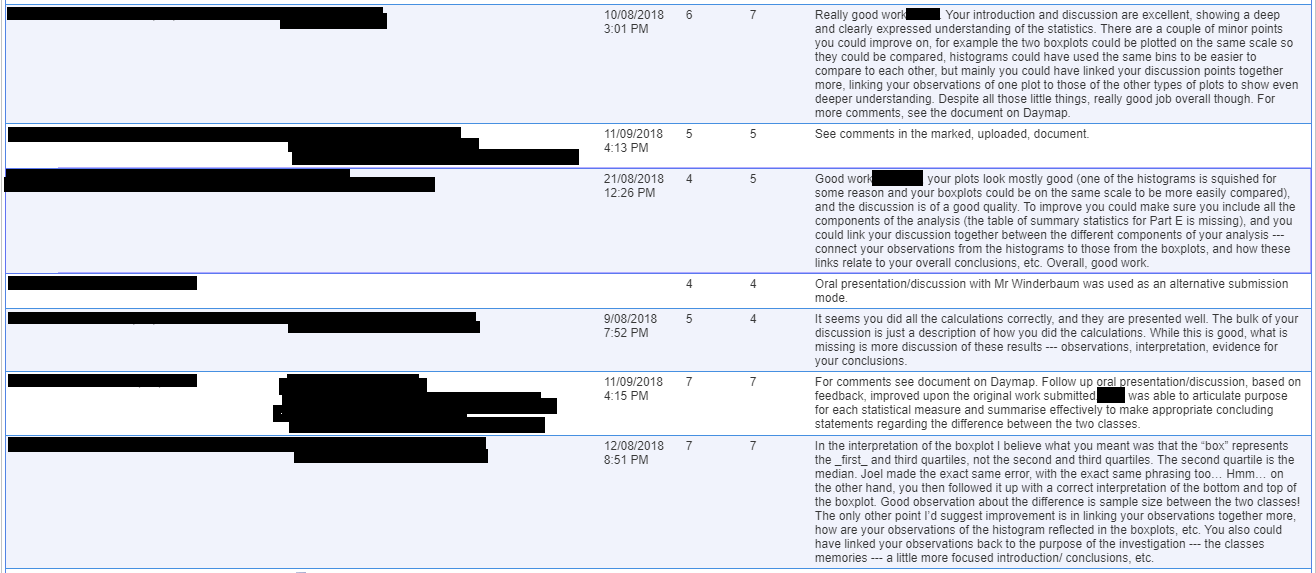 10/08/2018 6 7 Really good work. Your introduction and discussion are excellent, showing a deep
3:01 PM and clearly expressed understanding of the statistics. There are a couple of minor points
you could improve on, for example the two boxplots could be plotted on the same scale so
they could be compared, histograms could have used the same bins to be easier to
compare to each other, but mainly you could have linked your discussion points together
more, linking your observations of one plot to those of the other types of plots to show even
deeper understanding. Despite all those little things, really good job overall though. For
more comments, see the document on Daymap.
11/09/2018 5 5 See comments in the marked, uploaded, document.
4:13 PM
21/08/2018 4 5 Good work your plots look mostly good (one of the histograms is squished for
12:26 PM some reason and your boxplots could be on the same scale to be more easily compared),
and the discussion is of a good quality. To improve you could make sure you include all the
components of the analysis (the table of summary statistics for Part E is missing), and you
could link your discussion together between the different components of your analysis ---
connect your observations from the histograms to those from the boxplots, and how these
links relate to your overall conclusions, etc. Overall, good work.
4 4 Oral presentation/discussion with Mr Winderbaum was used as an alternative submission
mode.
9/08/2018 5 4 It seems you did all the calculations correctly, and they are presented well. The bulk of your
7:52 PM discussion is just a description of how you did the calculations. While this is good, what is
missing is more discussion of these results --- observations, interpretation, evidence for
your conclusions.
11/09/2018 7 7 For comments see document on Daymap. Follow up oral presentation/discussion, based on
4:15 PM feedback, improved upon the original work submitted was able to articulate purpose
for each statistical measure and summarise effectively to make appropriate concluding
statements regarding the difference between the two classes.
12/08/2018 7 7 In the interpretation of the boxplot I believe what you meant was that the “box” represents
8:51 PM the _first_ and third quartiles, not the second and third quartiles. The second quartile is the
median. Joel made the exact same error, with the exact same phrasing too… Hmm… on
the other hand, you then followed it up with a correct interpretation of the bottom and top of
the boxplot. Good observation about the difference is sample size between the two classes!
The only other point I’d suggest improvement is in linking your observations together more,
how are your observations of the histogram reflected in the boxplots, etc. You also could
have linked your observations back to the purpose of the investigation --- the classes
memories --- a little more focused introduction/ conclusions, etc.